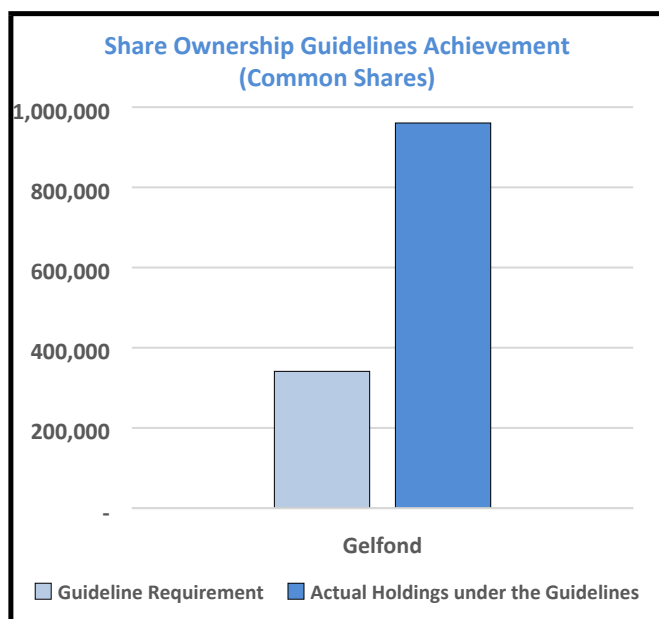 Share Ownership Guidelines Achievement
(Common Shares)
1,000,000
800,000
600,000
400,000
200,000
-
Gelfond
Guideline Requirement
Actual Holdings under the Guidelines